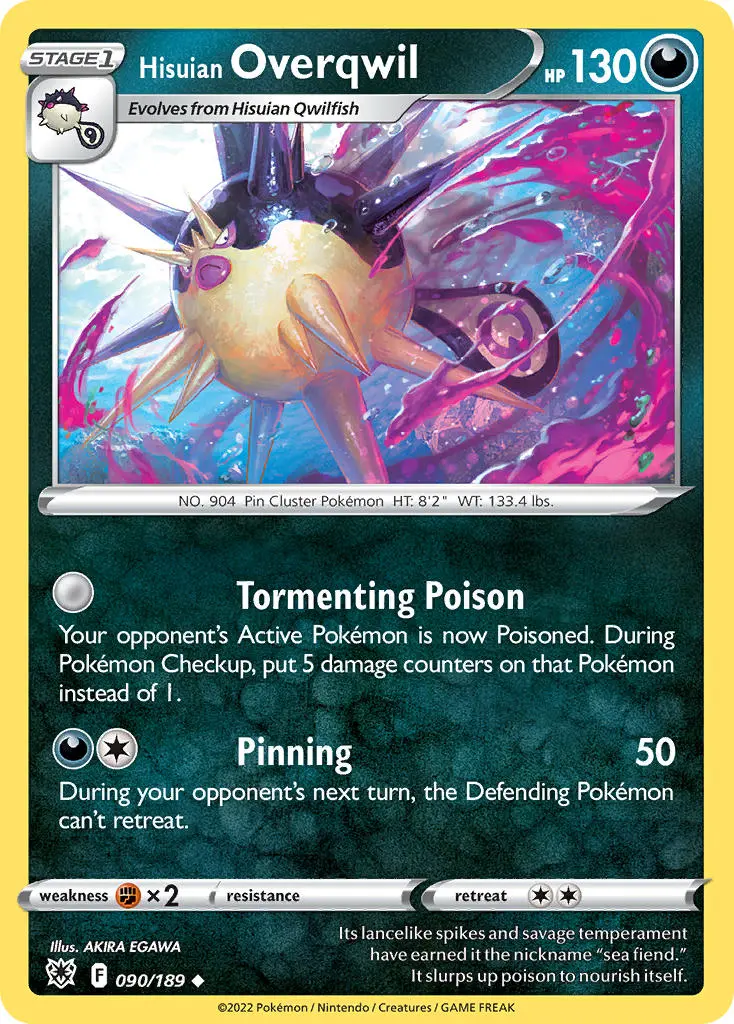 STAGE1
Hisuian Overqwil
HP 130
Evolves from Hisuian Qwilfish
NO. 904 Pin Cluster Pokémon HT: 8'2" WT: 133.4 lbs.
Tormenting Poison
Your opponent's Active Pokémon is now Poisoned. During
Pokémon Checkup, put 5 damage counters on that Pokémon
instead of 1.
Pinning 50
During your opponent's next turn, the Defending Pokémon
can't retreat.
weakness ×2 resistance retreat
Its lancelike spikes and savage temperament
have earned it the nickname “sea fiend.”
It slurps up poison to nourish itself.
Illus. AKIRA EGAWA
F 090/189
©2022 Pokémon / Nintendo / Creatures / GAME FREAK